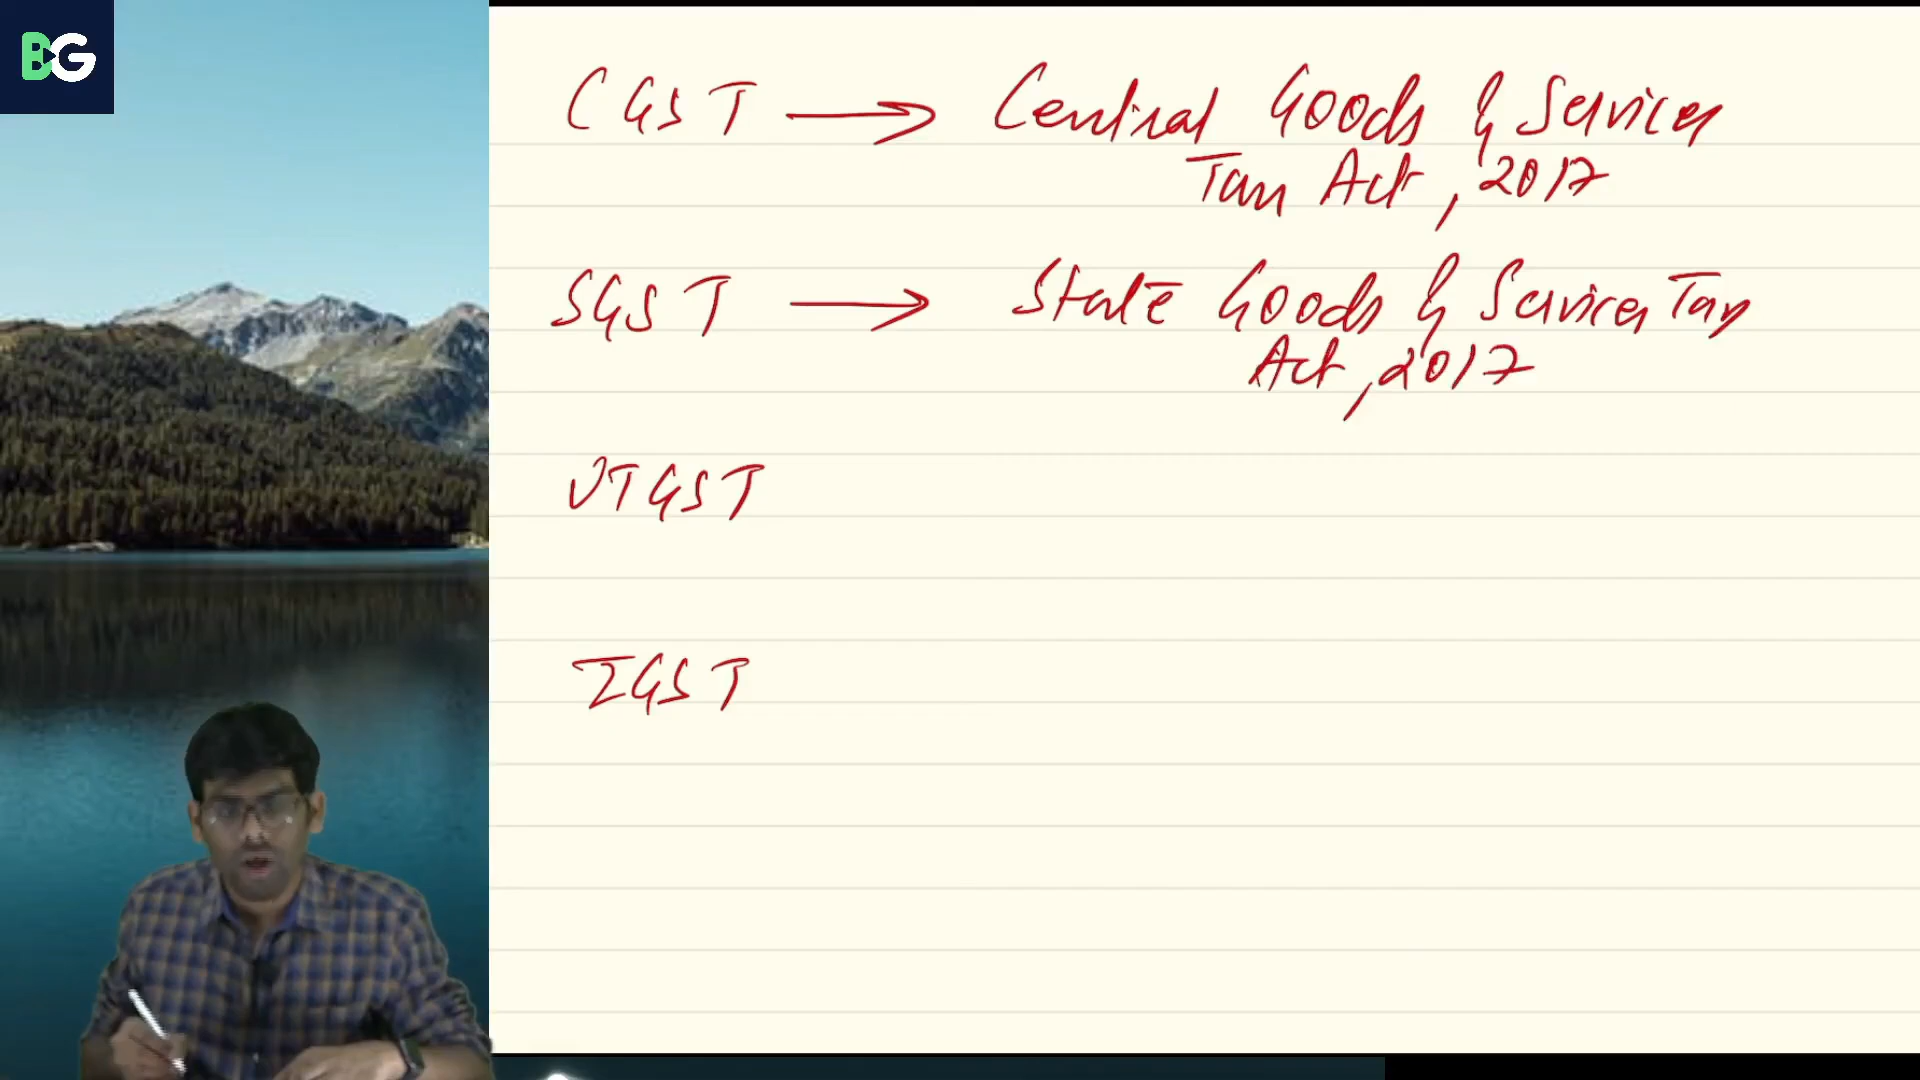 BG
CGST → Central Goods & Services
Tax Act, 2017
SGST → State Goods & Services Tax
Act, 2017
UTGST
IGST